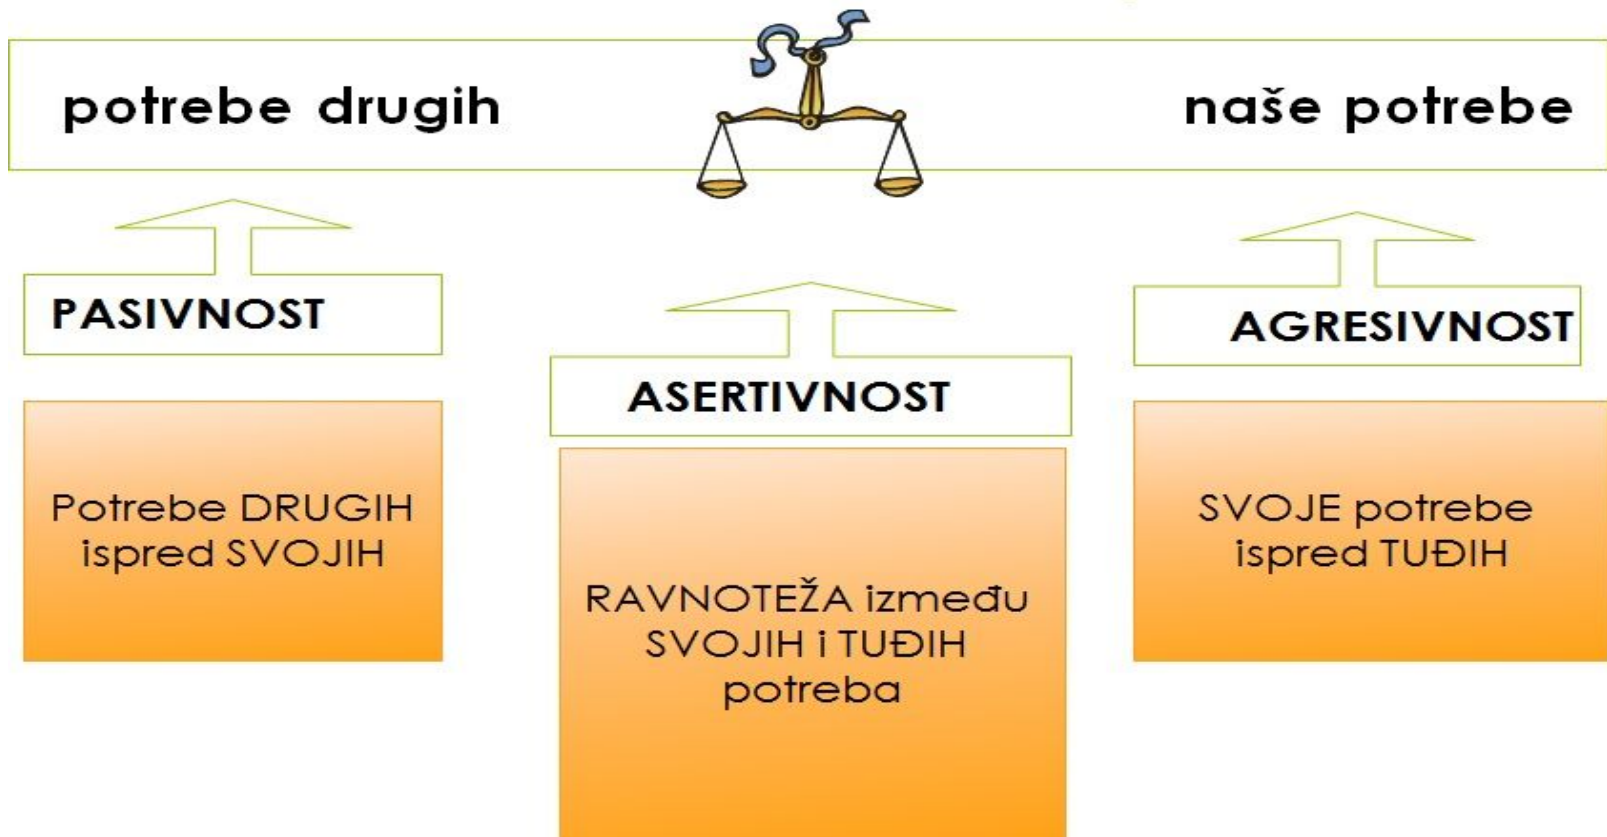 potrebe drugih
naše potrebe
PASIVNOST
Potrebe DRUGIH
ispred SVOJIH
ASERTIVNOST
RAVNOTEŽA između
SVOJIH i TUĐIH
potreba
AGRESIVNOST
SVOJE potrebe
ispred TUĐIH